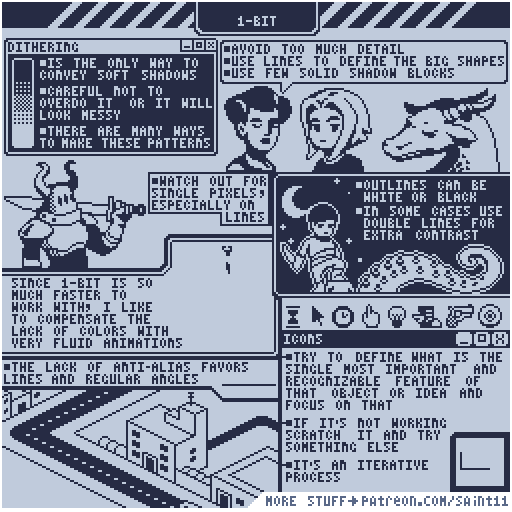 1-BIT
DITHERING
IS THE ONLY WAY TO
CONVEY SOFT SHADOWS
CAREFUL NOT TO
OVERDO IT OR IT WILL
LOOK MESSY
THERE ARE MANY WAYS
TO MAKE THESE PATTERNS
AVOID TOO MUCH DETAIL
USE LINES TO DEFINE THE BIG SHAPES
USE FEW SOLID SHADOW BLOCKS
WATCH OUT FOR
SINGLE PIXELS,
ESPECIALLY ON
LINES
OUTLINES CAN BE
WHITE OR BLACK
IN SOME CASES USE
DOUBLE LINES FOR
EXTRA CONTRAST
SINCE 1-BIT IS SO
MUCH FASTER TO
WORK WITH, I LIKE
TO COMPENSATE THE
LACK OF COLORS WITH
VERY FLUID ANIMATIONS
THE LACK OF ANTI-ALIAS FAVORS
LINES AND REGULAR ANGLES
ICONS
TRY TO DEFINE WHAT IS THE
SINGLE MOST IMPORTANT AND
RECOGNIZABLE FEATURE OF
THAT OBJECT OR IDEA AND
FOCUS ON THAT
IF IT'S NOT WORKING
SCRATCH IT AND TRY
SOMETHING ELSE
IT'S AN ITERATIVE
PROCESS
MORE STUFF→PATREON.COM/SAINT11